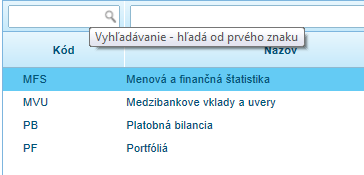 Vyhľadávanie - hľadá od prvého znaku
Kód Názov
MFS Menová a finančná štatistika
MVU Medzibankove vklady a uvery
PB Platobná bilancia
PF Portfóliá